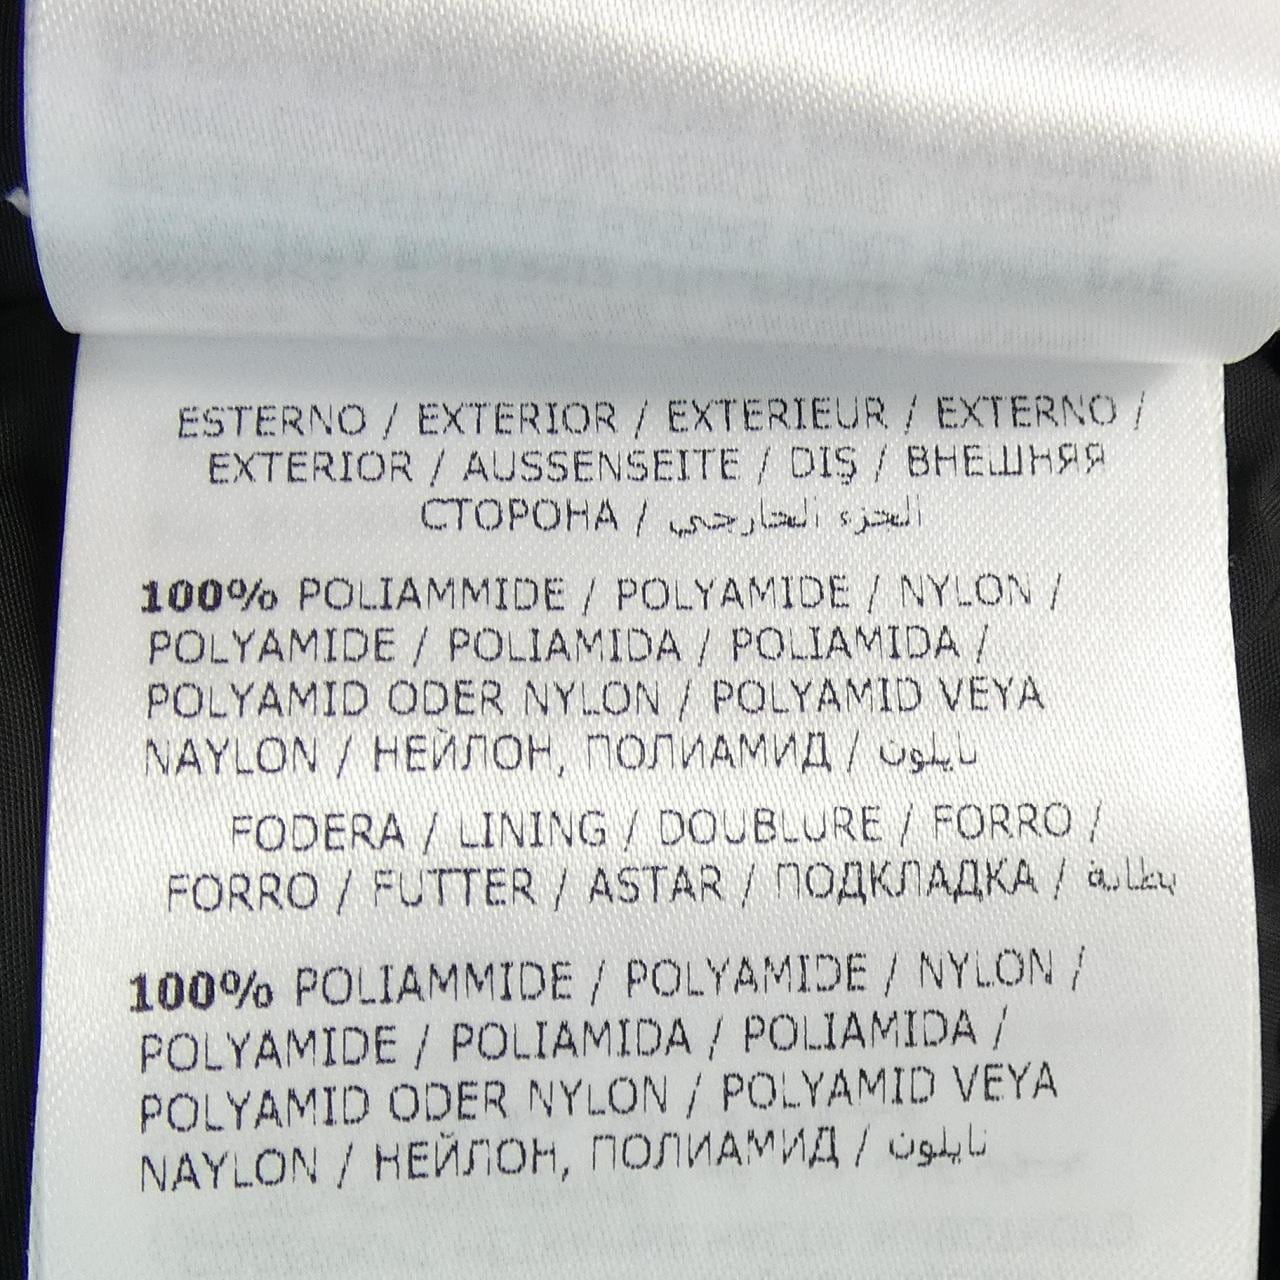 ESTERNO / EXTERIOR / EXTERIEUR / EXTERNO /
EXTERIOR / AUSSENSEITE / DIŞ / ВНЕШНЯЯ
СТОРОНА / الجزء الخارجي
100% POLIAMMIDE / POLYAMIDE / NYLON /
POLYAMIDE / POLIAMIDA / POLIAMIDA /
POLYAMID ODER NYLON / POLYAMID VEYA
NAYLON / НЕЙЛОН, ПОЛИАМИД / نايلون
FODERA / LINING / DOUBLURE / FORRO /
FORRO / FUTTER / ASTAR / ПОДКЛАДКА / بطانة
100% POLIAMMIDE / POLYAMIDE / NYLON /
POLYAMIDE / POLIAMIDA / POLIAMIDA /
POLYAMID ODER NYLON / POLYAMID VEYA
NAYLON / НЕЙЛОН, ПОЛИАМИД / نايلون